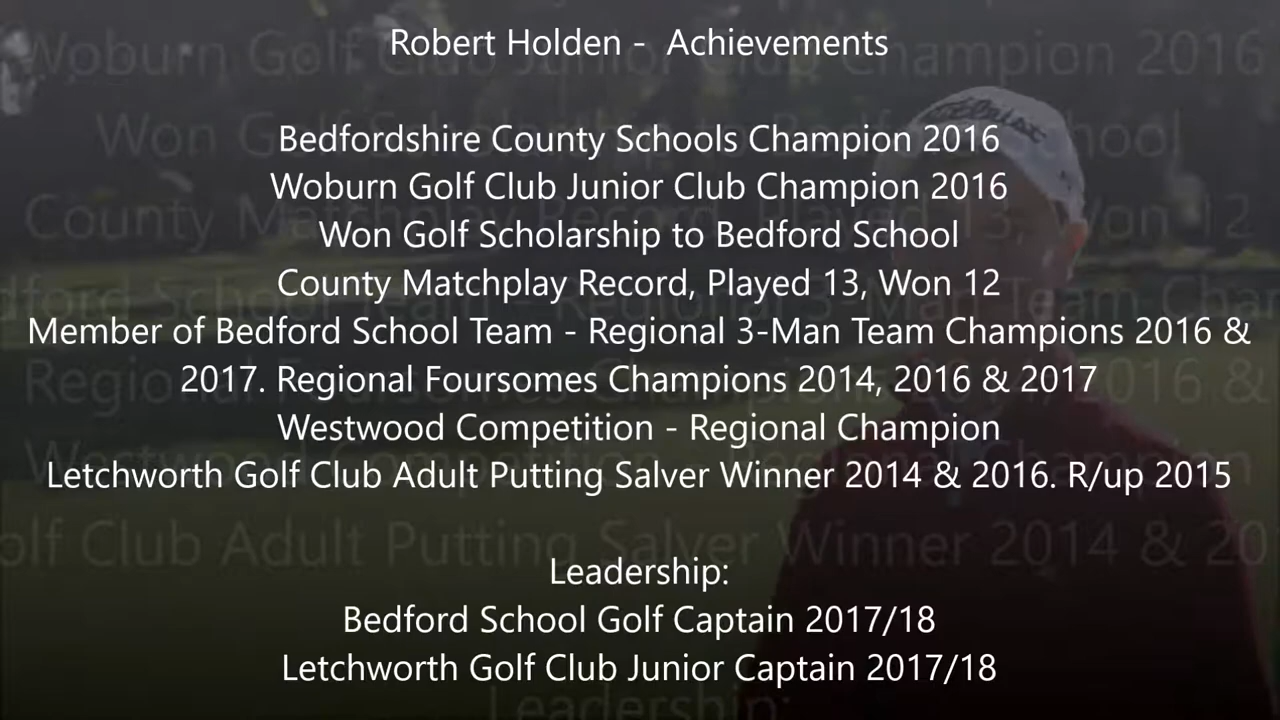 Robert Holden -  Achievements
Bedfordshire County Schools Champion 2016
Woburn Golf Club Junior Club Champion 2016
Won Golf Scholarship to Bedford School
County Matchplay Record, Played 13, Won 12
Member of Bedford School Team - Regional 3-Man Team Champions 2016 &
2017. Regional Foursomes Champions 2014, 2016 & 2017
Westwood Competition - Regional Champion
Letchworth Golf Club Adult Putting Salver Winner 2014 & 2016. R/up 2015
Leadership:
Bedford School Golf Captain 2017/18
Letchworth Golf Club Junior Captain 2017/18